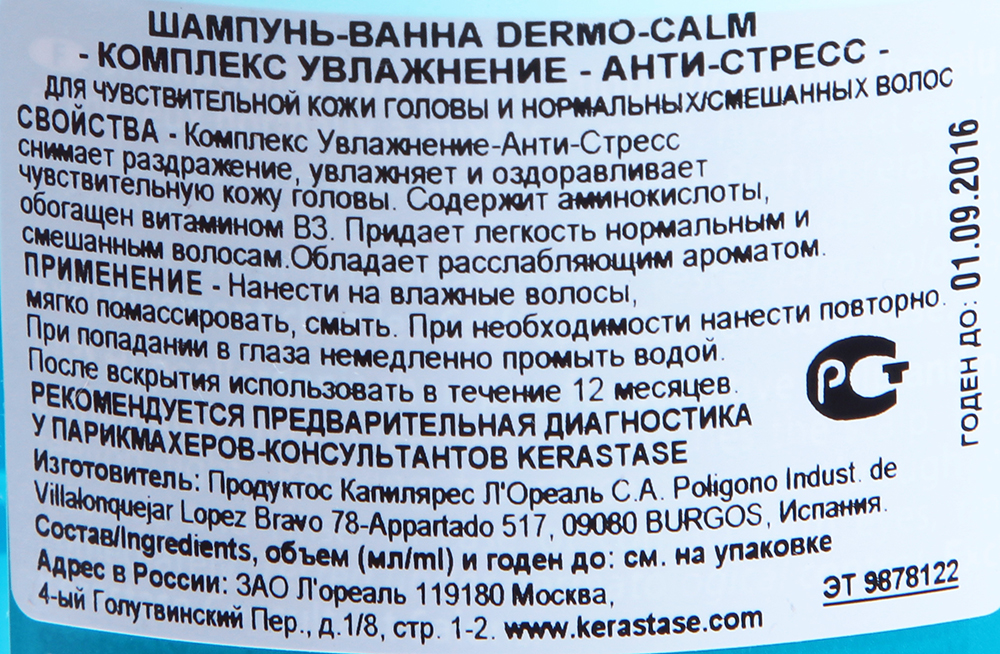 ШАМПУНЬ-ВАННА DERMO-CALM
- КОМПЛЕКС УВЛАЖНЕНИЕ - АНТИ-СТРЕСС -
ДЛЯ ЧУВСТВИТЕЛЬНОЙ КОЖИ ГОЛОВЫ И НОРМАЛЬНЫХ/СМЕШАННЫХ ВОЛОС
СВОЙСТВА - Комплекс Увлажнение-Анти-Стресс
снимает раздражение, увлажняет и оздоравливает
чувствительную кожу головы. Содержит аминокислоты,
обогащен витамином В3. Придает легкость нормальным и
смешанным волосам.Обладает расслабляющим ароматом.
ПРИМЕНЕНИЕ - Нанести на влажные волосы,
мягко помассировать, смыть. При необходимости нанести повторно.
При попадании в глаза немедленно промыть водой.
После вскрытия использовать в течение 12 месяцев.
РЕКОМЕНДУЕТСЯ ПРЕДВАРИТЕЛЬНАЯ ДИАГНОСТИКА
У ПАРИКМАХЕРОВ-КОНСУЛЬТАНТОВ KERASTASE
Изготовитель: Продуктос Капилярес Л'Ореаль С.А. Poligono Indust. de
Villalonquejar Lopez Bravo 78-Appartado 517, 09080 BURGOS, Испания.
Состав/Ingredients, объем (мл/ml) и годен до: см. на упаковке
Адрес в России: ЗАО Л'ореаль 119180 Москва,
4-ый Голутвинский Пер., д.1/8, стр. 1-2. www.kerastase.com
ЭТ 9878122
РСТ
ГОДЕН ДО: 01.09.2016